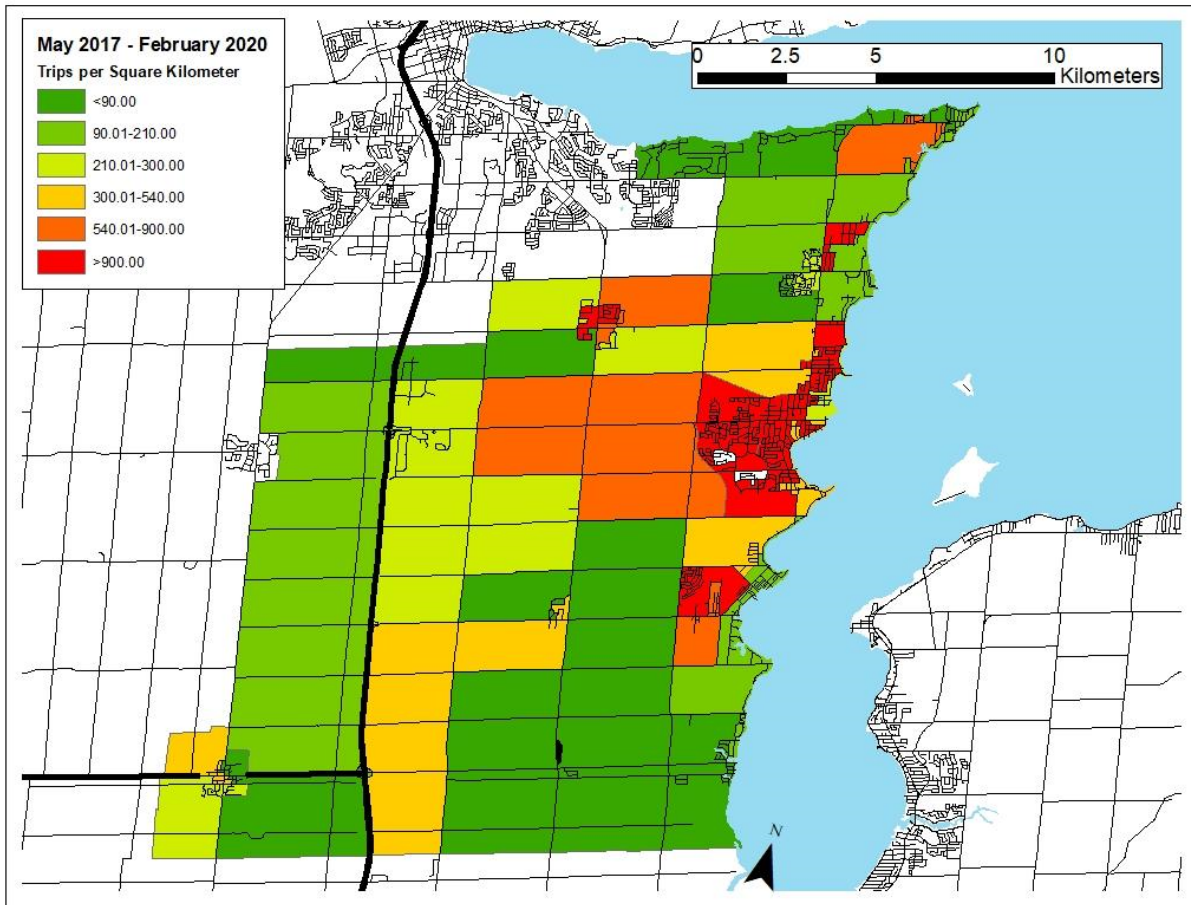 May 2017 - February 2020
Trips per Square Kilometer
<90.00
90.01-210.00
210.01-300.00
300.01-540.00
540.01-900.00
>900.00
0 2.5 5 10
Kilometers
N